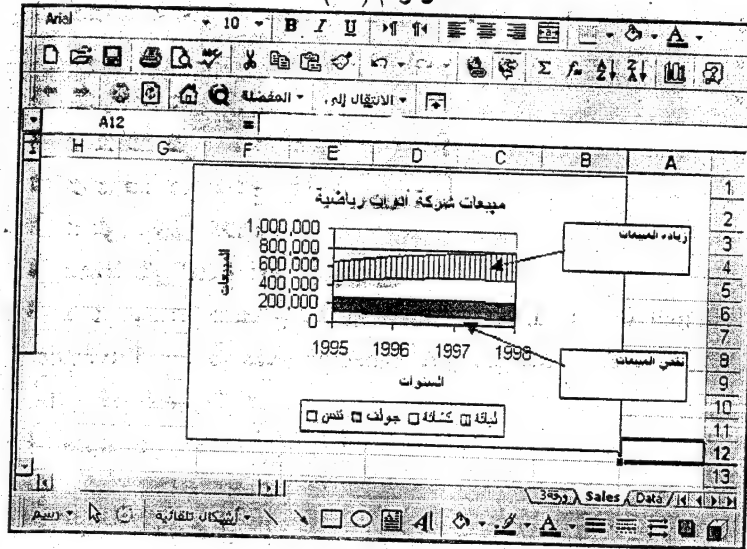 Arial 10 B I U
المفضلة الانتقال إلى
A12 =
H G F E D C B A
1
2
3
4
5
6
7
8
9
10
11
12
13
مبيعات شركة أدوات رياضية
زيادة المبيعات
المبيعات
1,000,000
800,000
600,000
400,000
200,000
0
1995 1996 1997 1998
نقص المبيعات
السنوات
لياقة كشافة جولف تنس
Data Sales ورقة3
رسم أشكال تلقائية